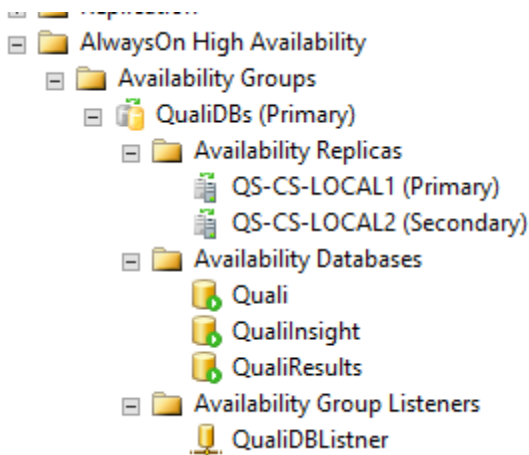 Replication
AlwaysOn High Availability
Availability Groups
QualiDBs (Primary)
Availability Replicas
QS-CS-LOCAL1 (Primary)
QS-CS-LOCAL2 (Secondary)
Availability Databases
Quali
QualiInsight
QualiResults
Availability Group Listeners
QualiDBListner